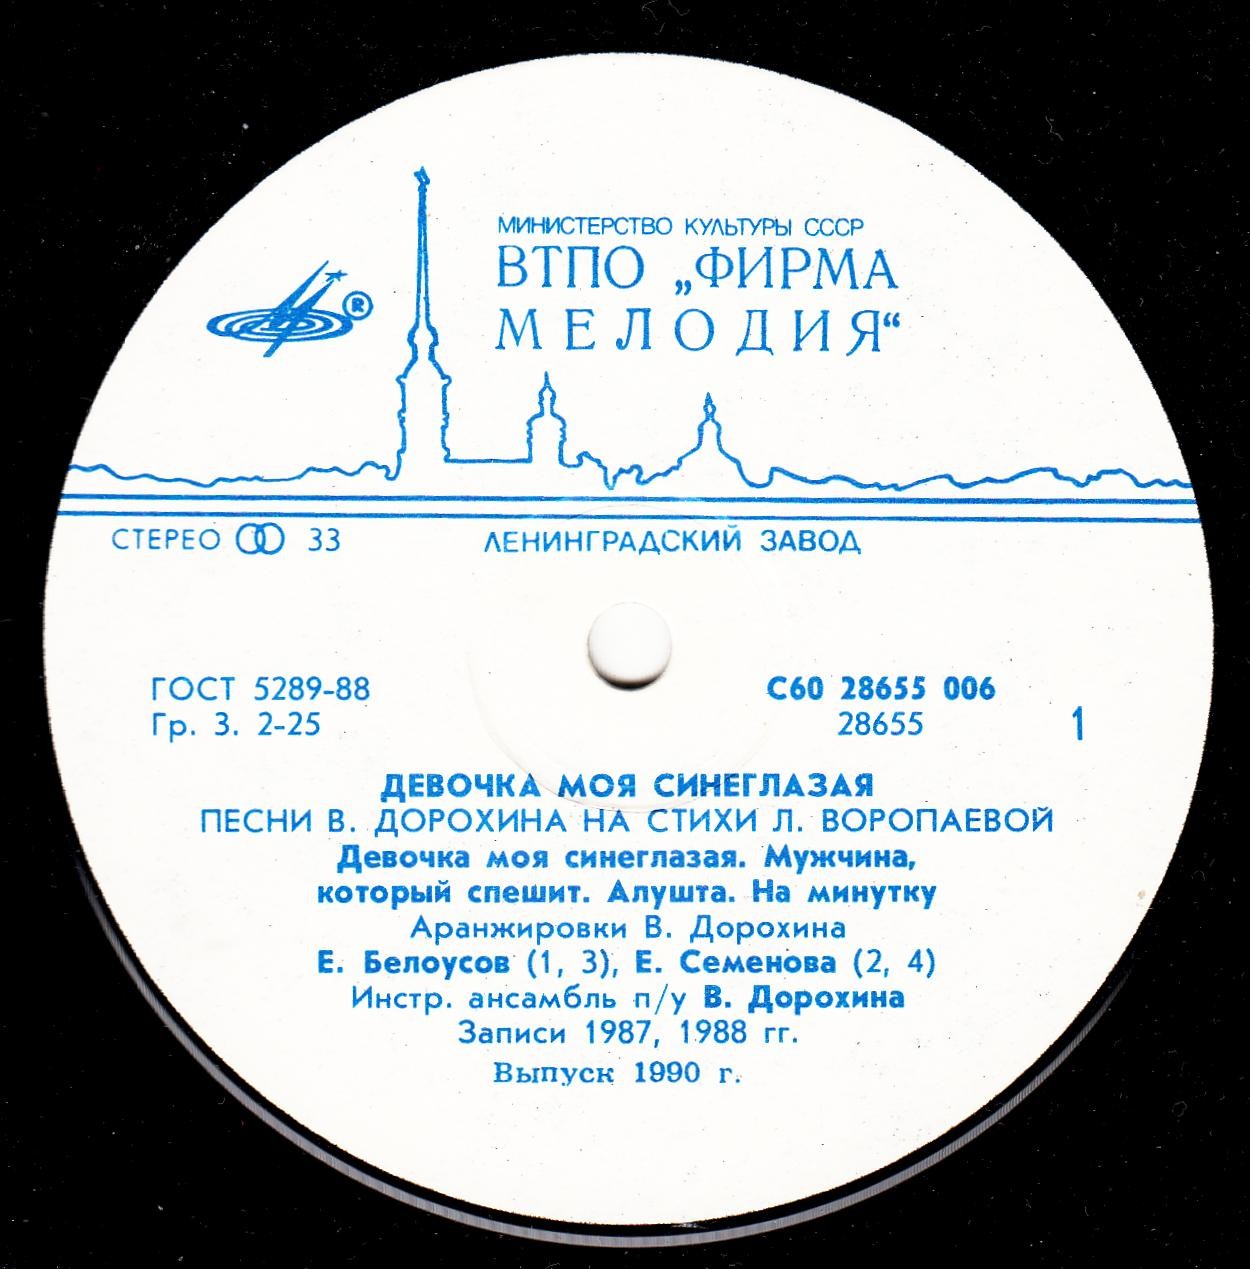 МИНИСТЕРСТВО КУЛЬТУРЫ СССР
ВТПО „ФИРМА
МЕЛОДИЯ“
®
СТЕРЕО 33
ЛЕНИНГРАДСКИЙ ЗАВОД
ГОСТ 5289-88
Гр. 3. 2-25
С60 28655 006
28655
1
ДЕВОЧКА МОЯ СИНЕГЛАЗАЯ
ПЕСНИ В. ДОРОХИНА НА СТИХИ Л. ВОРОПАЕВОЙ
Девочка моя синеглазая. Мужчина,
который спешит. Алушта. На минутку
Аранжировки В. Дорохина
Е. Белоусов (1, 3), Е. Семенова (2, 4)
Инстр. ансамбль п/у В. Дорохина
Записи 1987, 1988 гг.
Выпуск 1990 г.